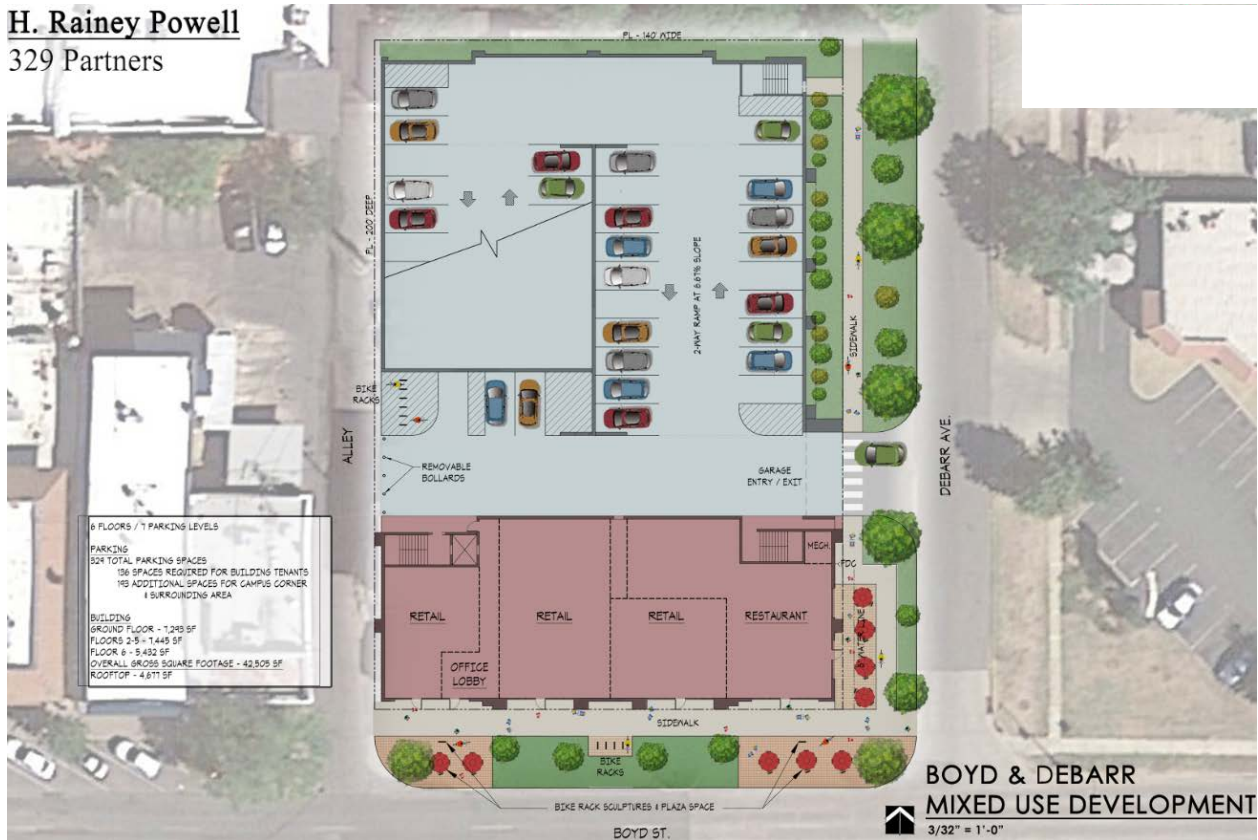 H. Rainey Powell
329 Partners
PL - 140' WIDE
PL - 200' DEEP
2-WAY RAMP AT 6.67% SLOPE
SIDEWALK
BIKE
RACKS
ALLEY
REMOVABLE
BOLLARDS
GARAGE
ENTRY / EXIT
DEBARR AVE.
6 FLOORS / 7 PARKING LEVELS
PARKING
329 TOTAL PARKING SPACES
136 SPACES REQUIRED FOR BUILDING TENANTS
193 ADDITIONAL SPACES FOR CAMPUS CORNER
& SURROUNDING AREA
BUILDING
GROUND FLOOR - 7,293 SF
FLOORS 2-5 - 7,445 SF
FLOOR 6 - 5,432 SF
OVERALL GROSS SQUARE FOOTAGE - 42,505 SF
ROOFTOP - 4,677 SF
MECH.
FDC
RETAIL
RETAIL
RETAIL
RESTAURANT
OFFICE
LOBBY
WATER LINE
SIDEWALK
BIKE
RACKS
BIKE RACK SCULPTURES & PLAZA SPACE
BOYD ST.
BOYD & DEBARR
MIXED USE DEVELOPMENT
3/32" = 1'-0"